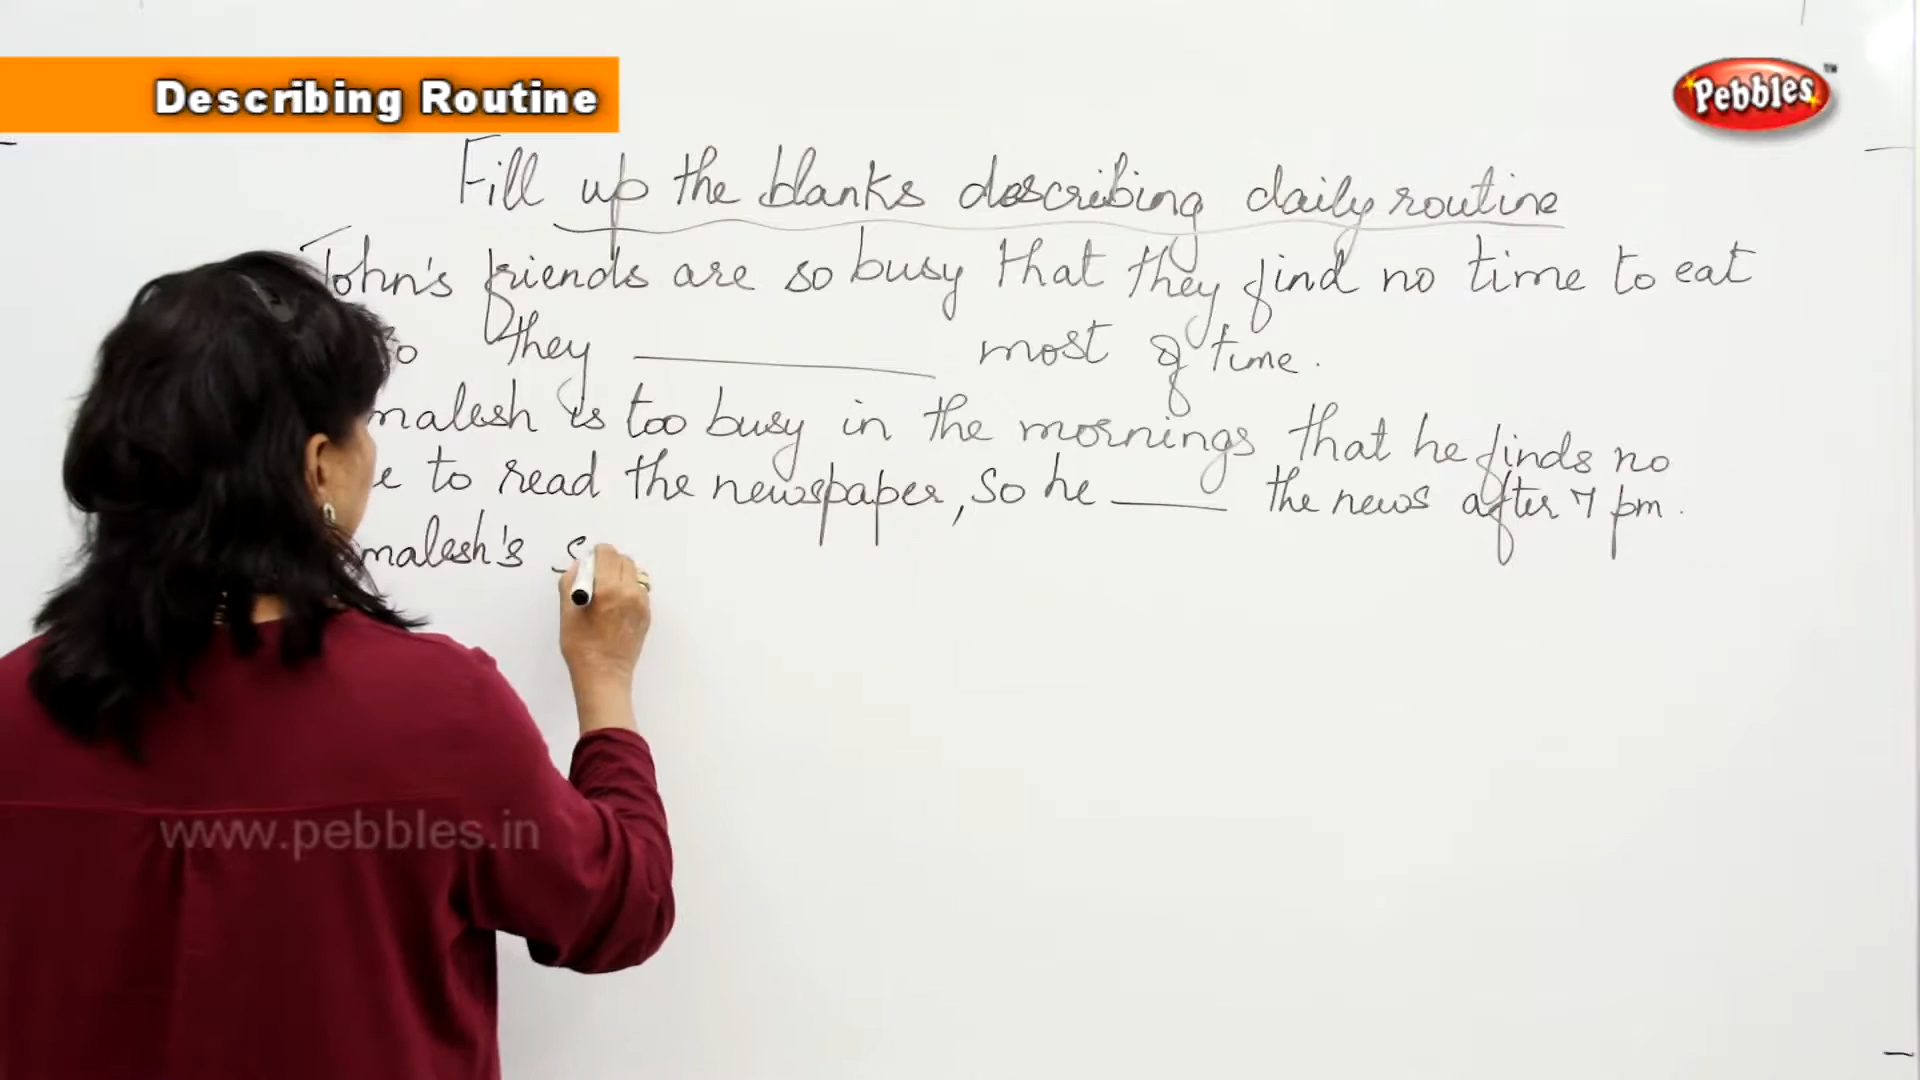 Describing Routine
Pebbles™
Fill up the blanks describing daily routine
John's friends are so busy that they find no time to eat
they ________ most of time.
malesh is too busy in the mornings that he finds no
e to read the newspaper, so he ____ the news after 7 pm.
malesh's s
www.pebbles.in